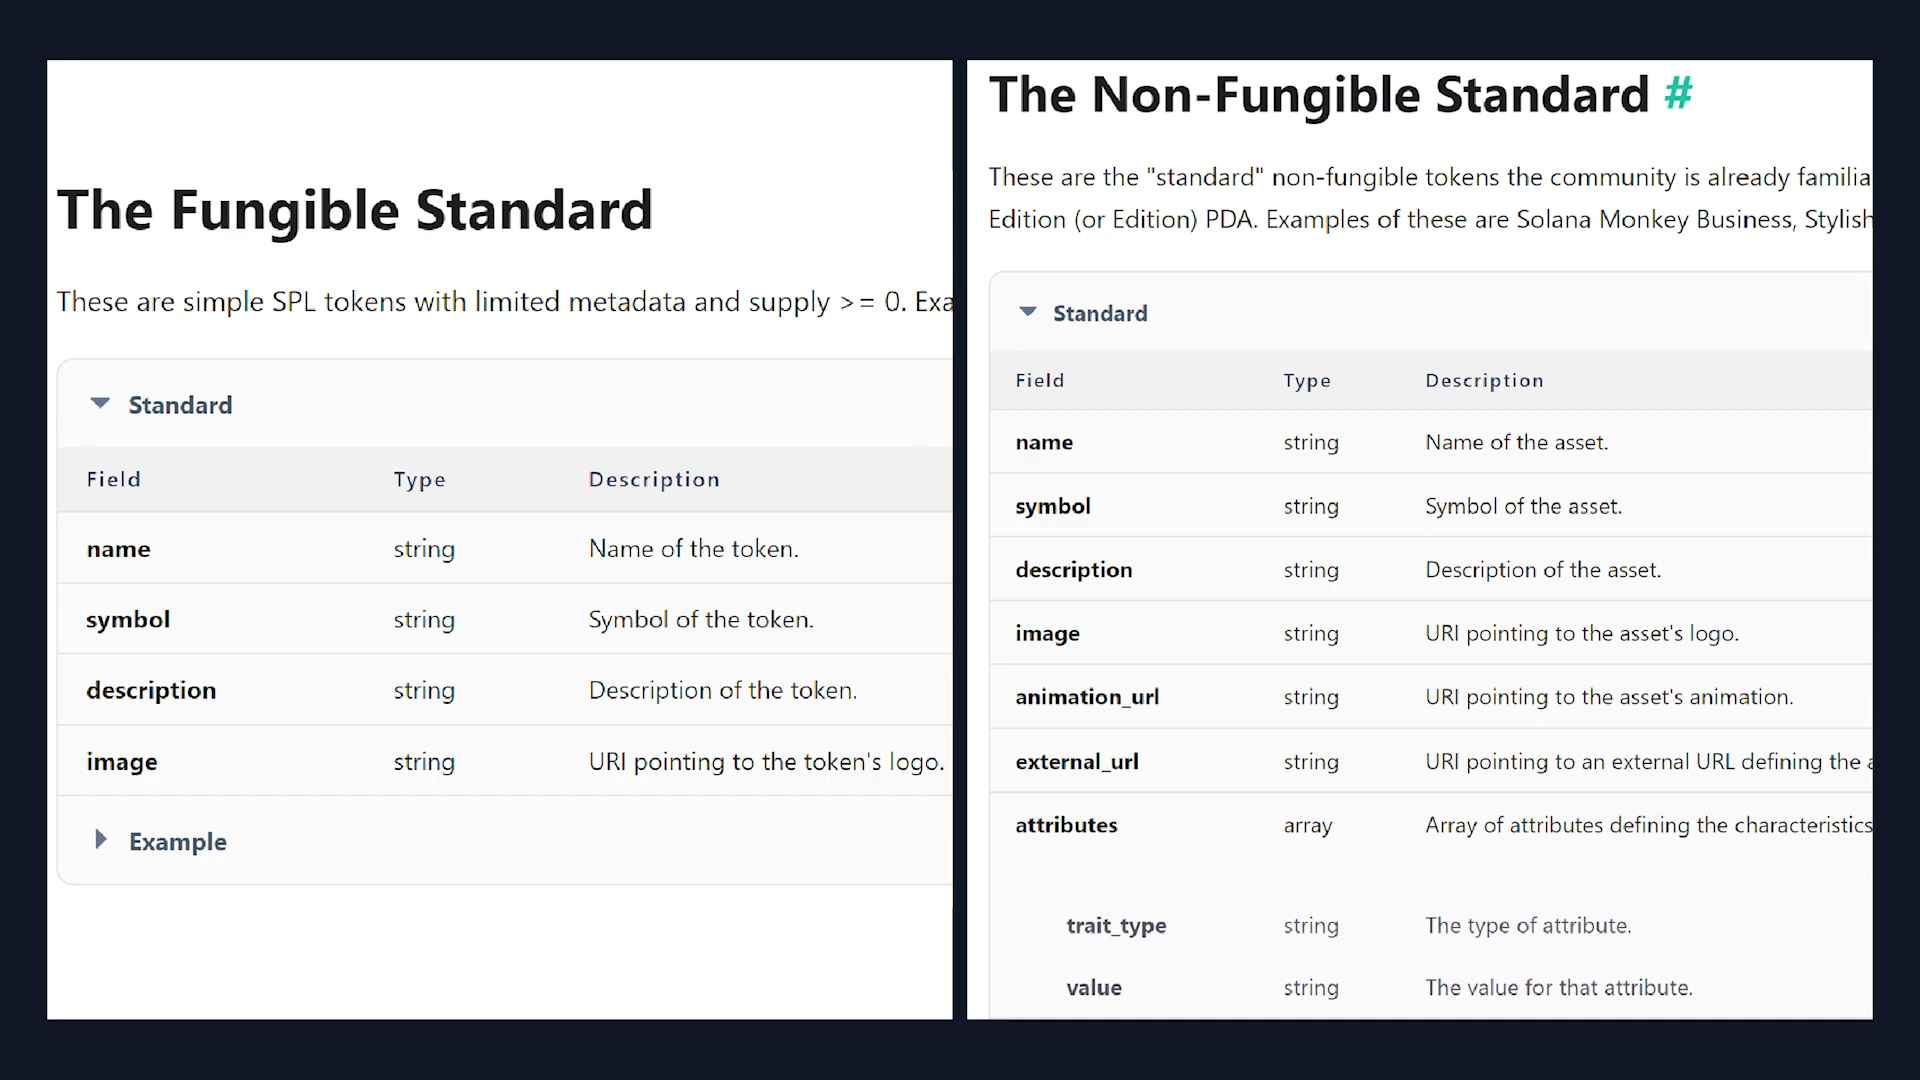 The Fungible Standard
These are simple SPL tokens with limited metadata and supply >= 0.
Standard
Field Type Description
name string Name of the token.
symbol string Symbol of the token.
description string Description of the token.
image string URI pointing to the token's logo.
Example
The Non-Fungible Standard #
These are the "standard" non-fungible tokens the community is already
Edition (or Edition) PDA. Examples of these are Solana Monkey Business,
Standard
Field Type Description
name string Name of the asset.
symbol string Symbol of the asset.
description string Description of the asset.
image string URI pointing to the asset's logo.
animation_url string URI pointing to the asset's animation.
external_url string URI pointing to an external URL defining the
attributes array Array of attributes defining the characteristics
trait_type string The type of attribute.
value string The value for that attribute.